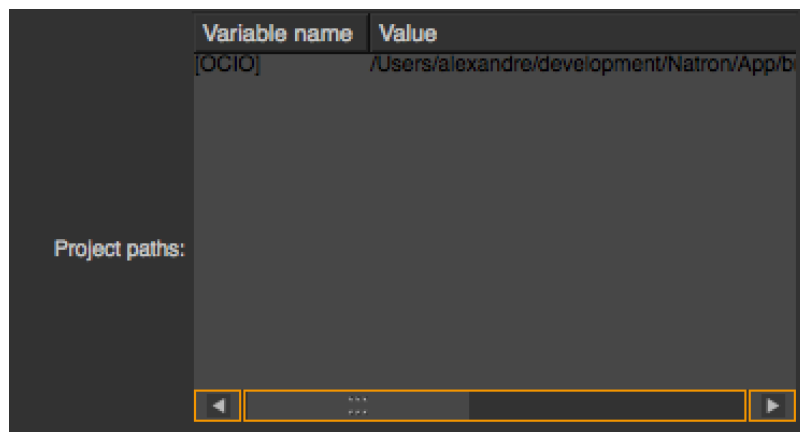 Variable name Value
[OCIO] /Users/alexandre/development/Natron/App/b
Project paths: